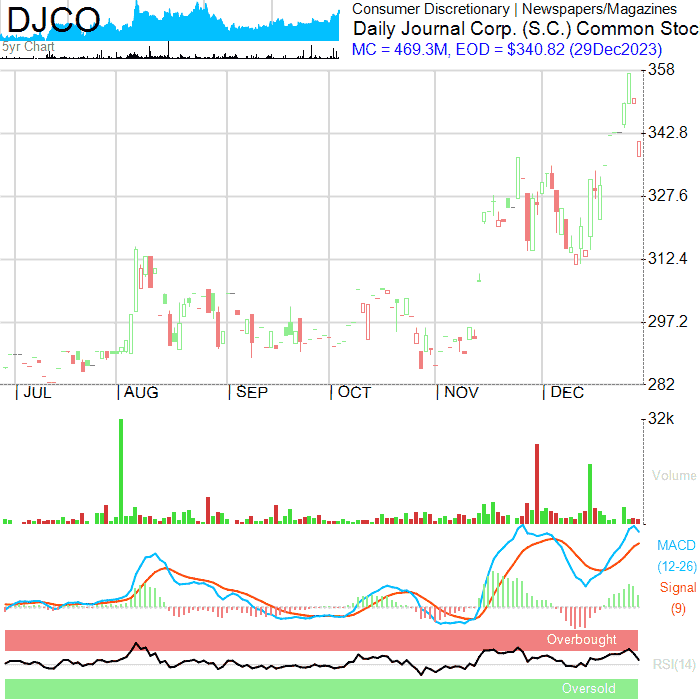 DJCO
5yr Chart
Consumer Discretionary | Newspapers/Magazines
Daily Journal Corp. (S.C.) Common Stoc
MC = 469.3M, EOD = $340.82 (29Dec2023)
358
342.8
327.6
312.4
297.2
282
| JUL | AUG | SEP | OCT | NOV | DEC
32k
Volume
MACD
(12-26)
Signal
(9)
Overbought
RSI(14)
Oversold